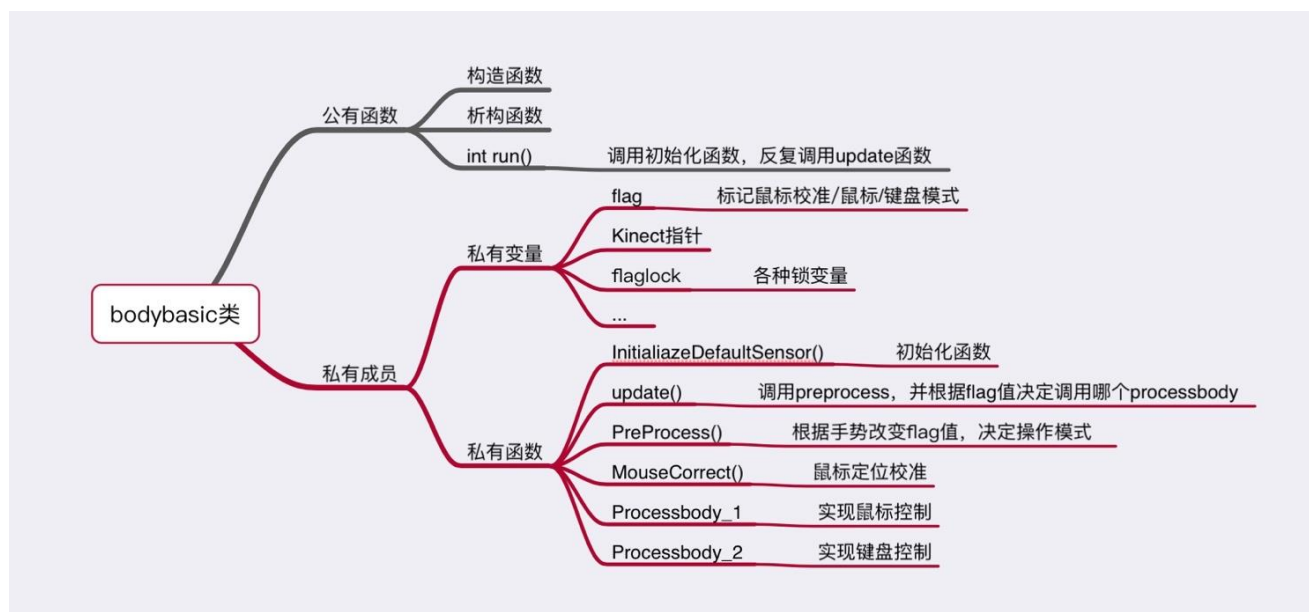 构造函数
公有函数
析构函数
int run() 调用初始化函数，反复调用update函数
flag 标记鼠标校准/鼠标/键盘模式
Kinect指针
私有变量
flaglock 各种锁变量
...
bodybasic类
InitialiazeDefaultSensor() 初始化函数
私有成员
update() 调用preprocess，并根据flag值决定调用哪个processbody
PreProcess() 根据手势改变flag值，决定操作模式
私有函数
MouseCorrect() 鼠标定位校准
Processbody_1 实现鼠标控制
Processbody_2 实现键盘控制